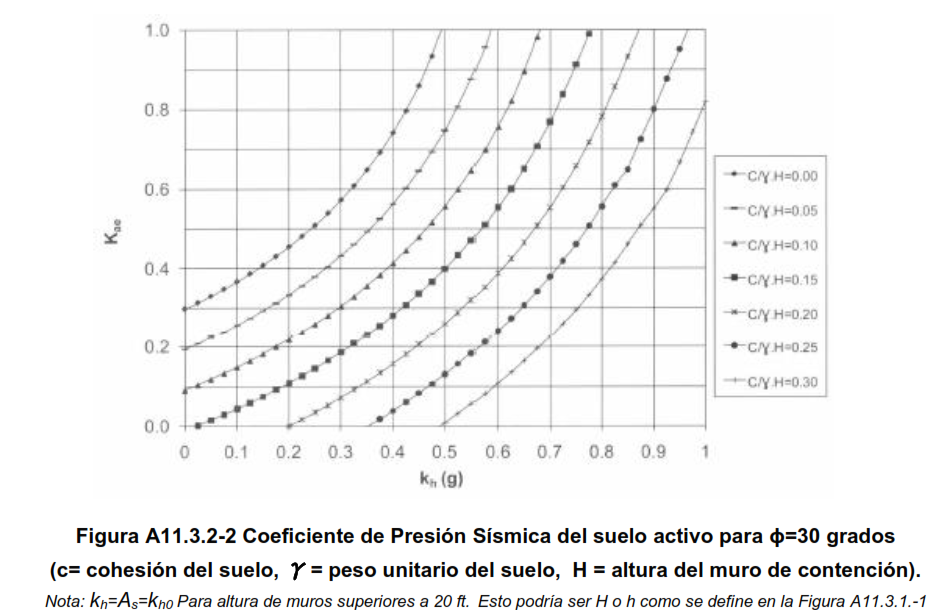 1.0
0.8
0.6
0.4
0.2
0.0
Kae
0 0.1 0.2 0.3 0.4 0.5 0.6 0.7 0.8 0.9 1
kh (g)
C/Ɣ.H=0.00
C/Ɣ.H=0.05
C/Ɣ.H=0.10
C/Ɣ.H=0.15
C/Ɣ.H=0.20
C/Ɣ.H=0.25
C/Ɣ.H=0.30
Figura A11.3.2-2 Coeficiente de Presión Sísmica del suelo activo para ϕ=30 grados
(c= cohesión del suelo, γ = peso unitario del suelo, H = altura del muro de contención).
Nota: kh=As=kh0 Para altura de muros superiores a 20 ft. Esto podría ser H o h como se define en la Figura A11.3.1.-1